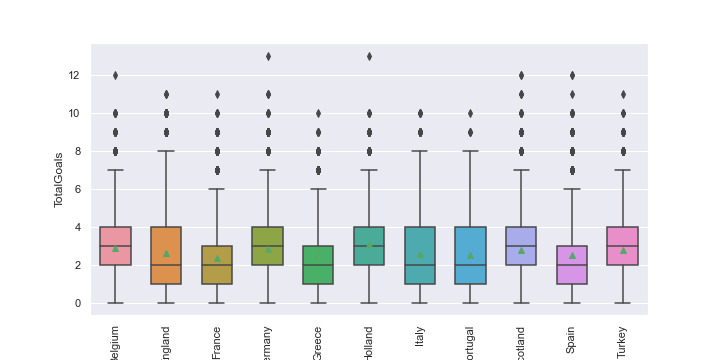 TotalGoals
12
10
8
6
4
2
0
elgium
ngland
France
ermany
Greece
Holland
Italy
ortugal
cotland
Spain
Turkey